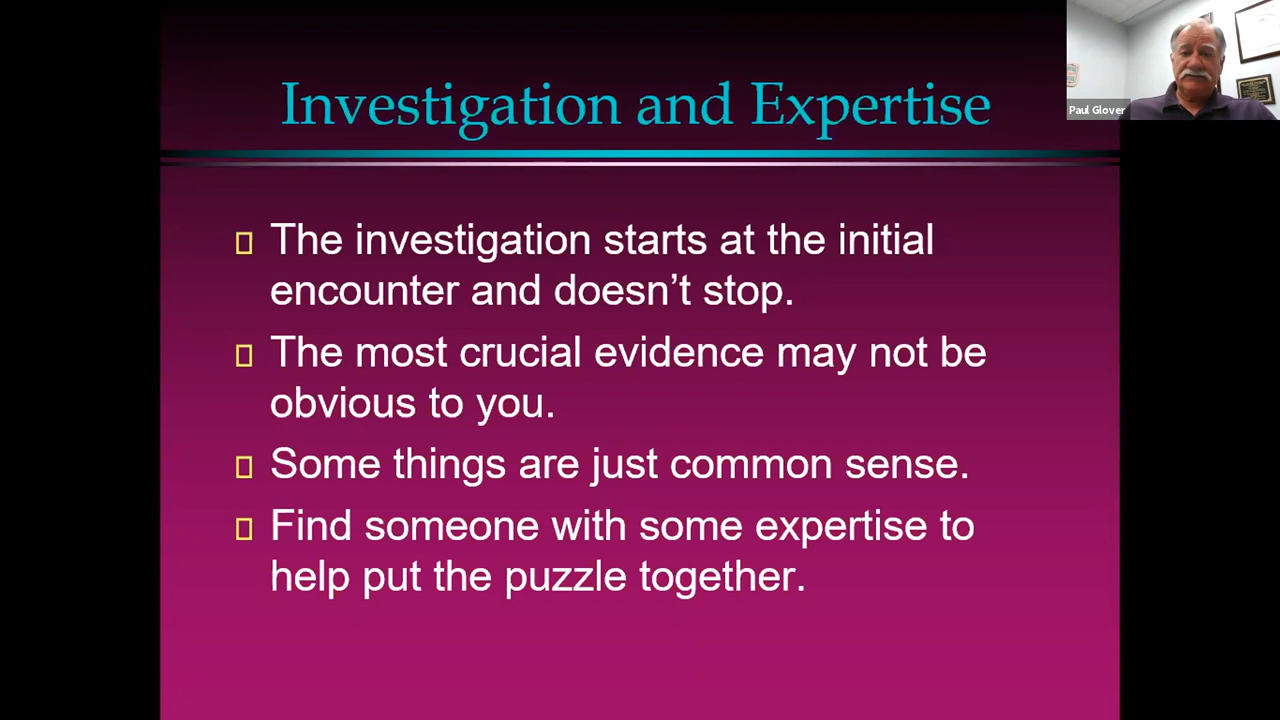 Investigation and Expertise
Paul Glover
The investigation starts at the initial
encounter and doesn't stop.
The most crucial evidence may not be
obvious to you.
Some things are just common sense.
Find someone with some expertise to
help put the puzzle together.